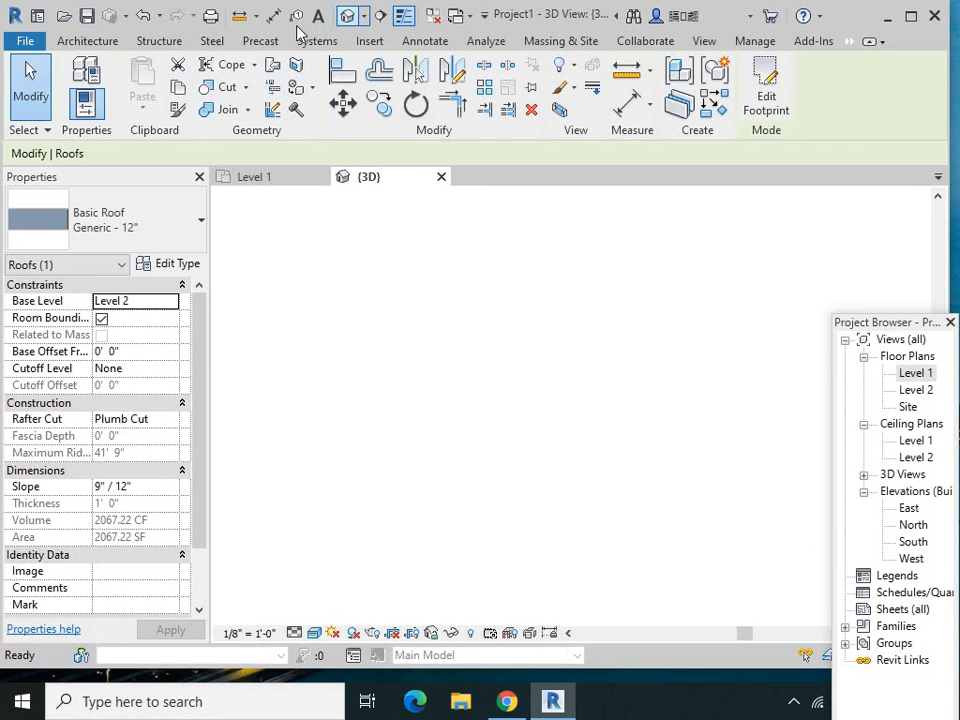 Project1 - 3D View: {3...
File Architecture Structure Steel Precast Systems Insert Annotate Analyze Massing & Site Collaborate View Manage Add-Ins
Modify
Paste
Cope
Cut
Join
Edit
Footprint
Select Properties Clipboard Geometry Modify View Measure Create Mode
Modify | Roofs
Properties
Level 1
{3D}
Basic Roof
Generic - 12"
Roofs (1)
Edit Type
Constraints
Base Level Level 2
Room Boundi...
Related to Mass
Base Offset Fr... 0' 0"
Cutoff Level None
Cutoff Offset 0' 0"
Construction
Rafter Cut Plumb Cut
Fascia Depth 0' 0"
Maximum Rid... 41' 9"
Dimensions
Slope 9" / 12"
Thickness 1' 0"
Volume 2067.22 CF
Area 2067.22 SF
Identity Data
Image
Comments
Mark
Properties help
Apply
Project Browser - Pr...
Views (all)
Floor Plans
Level 1
Level 2
Site
Ceiling Plans
Level 1
Level 2
3D Views
Elevations (Bui
East
North
South
West
Legends
Schedules/Quan
Sheets (all)
Families
Groups
Revit Links
1/8" = 1'-0"
Ready
:0
Main Model
Type here to search